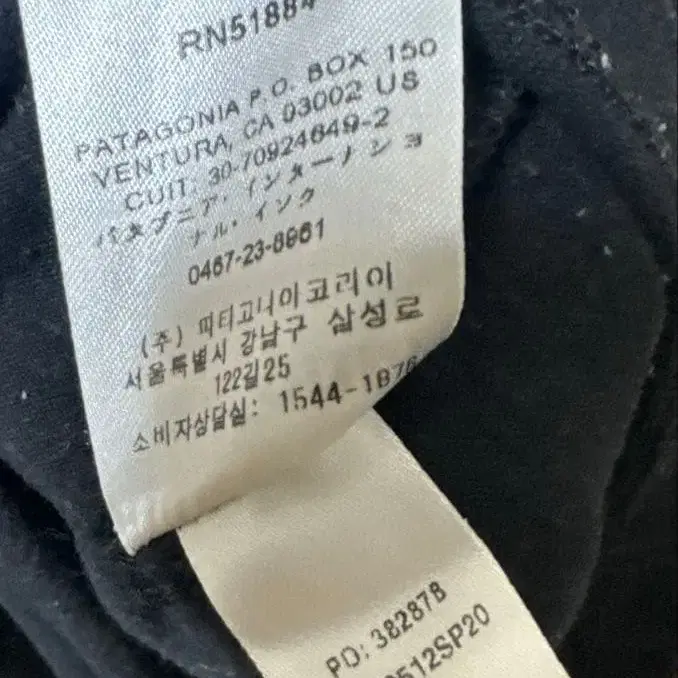 RN51884
PATAGONIA P.O. BOX 150
VENTURA, CA 93002 US
CUIT: 30-70924649-2
パタゴニア・インターナショ
ナル・インク
0467-23-8961
(주) 파타고니아코리아
서울특별시 강남구 삼성로
122길25
소비자상담실: 1544-1876
PO: 382878
512SP20